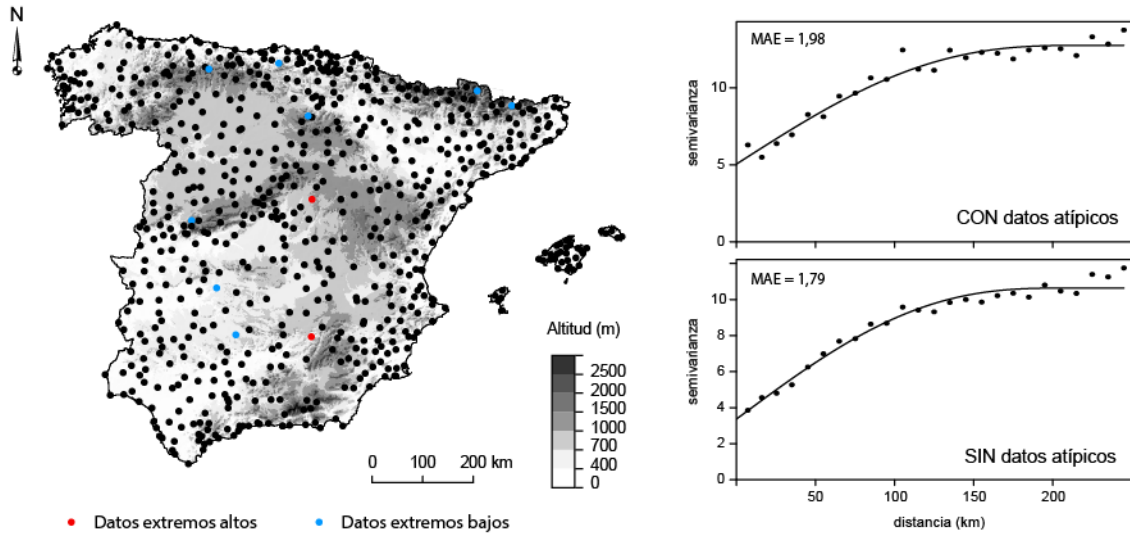 N
Altitud (m)
2500
2000
1500
1000
700
400
0
0 100 200 km
Datos extremos altos
Datos extremos bajos
MAE = 1,98
semivarianza
10
5
0
CON datos atípicos
MAE = 1,79
semivarianza
10
8
6
4
2
0
SIN datos atípicos
50 100 150 200
distancia (km)